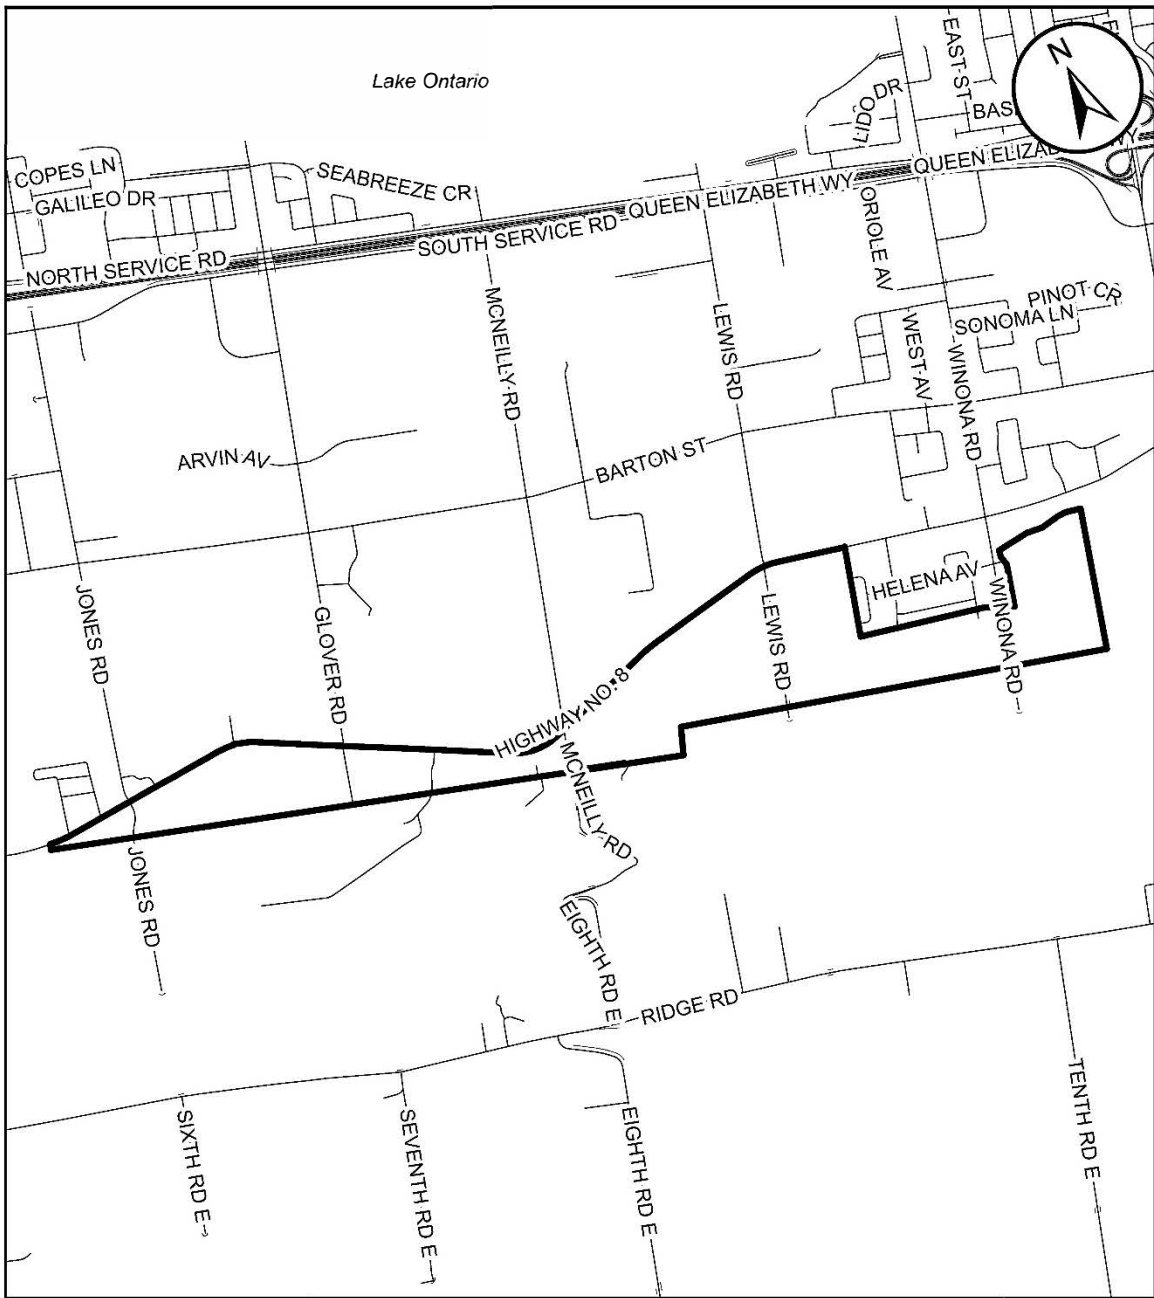 Lake Ontario
N
EAST ST
LIDO DR
COPES LN
GALILEO DR
SEABREEZE CR
QUEEN ELIZABETH WY
QUEEN ELIZ
WY
ORIOLE AV
SOUTH SERVICE RD
NORTH SERVICE RD
MCNEILLY RD
LEWIS RD
PINOT CR
SONOMA LN
WEST AV
WINONA RD
ARVIN AV
BARTON ST
HELENA AV
JONES RD
GLOVER RD
LEWIS RD
WINONA RD
HIGHWAY NO. 8
MCNEILLY RD
JONES RD
EIGHTH RD E
RIDGE RD
SIXTH RD E
SEVENTH RD E
EIGHTH RD E
TENTH RD E